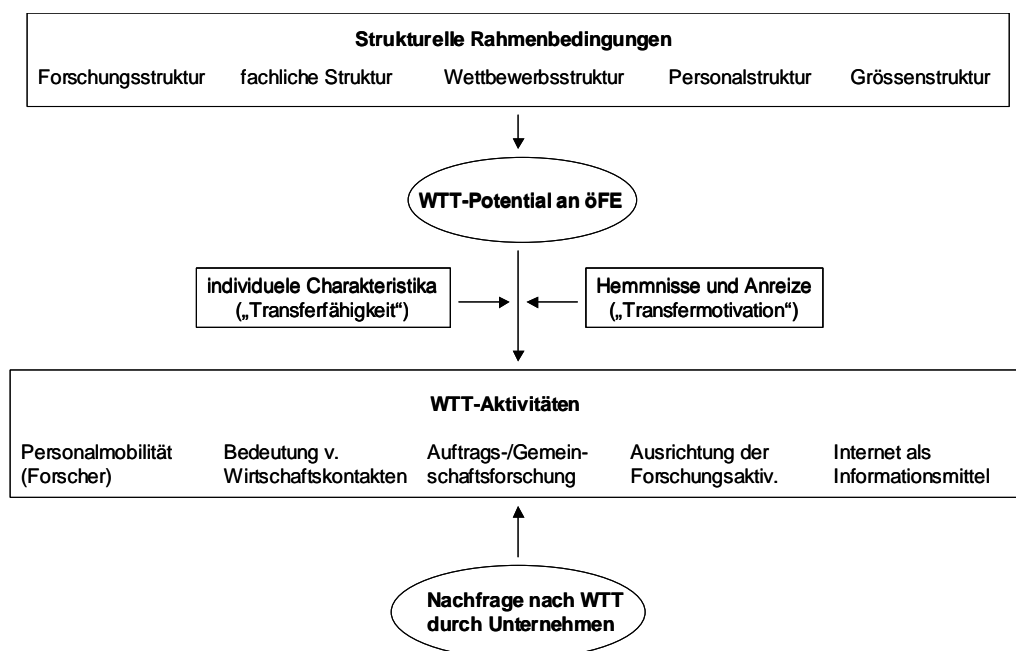 Strukturelle Rahmenbedingungen
Forschungsstruktur fachliche Struktur Wettbewerbsstruktur Personalstruktur Grössenstruktur
WTT-Potential an öFE
individuele Charakteristika
(„Transferfähigkeit“)
Hemmnisse und Anreize
(„Transfermotivation“)
WTT-Aktivitäten
Personalmobilität
(Forscher)
Bedeutung v.
Wirtschaftskontakten
Auftrags-/Gemein-
schaftsforschung
Ausrichtung der
Forschungsaktiv.
Internet als
Informationsmittel
Nachfrage nach WTT
durch Unternehmen